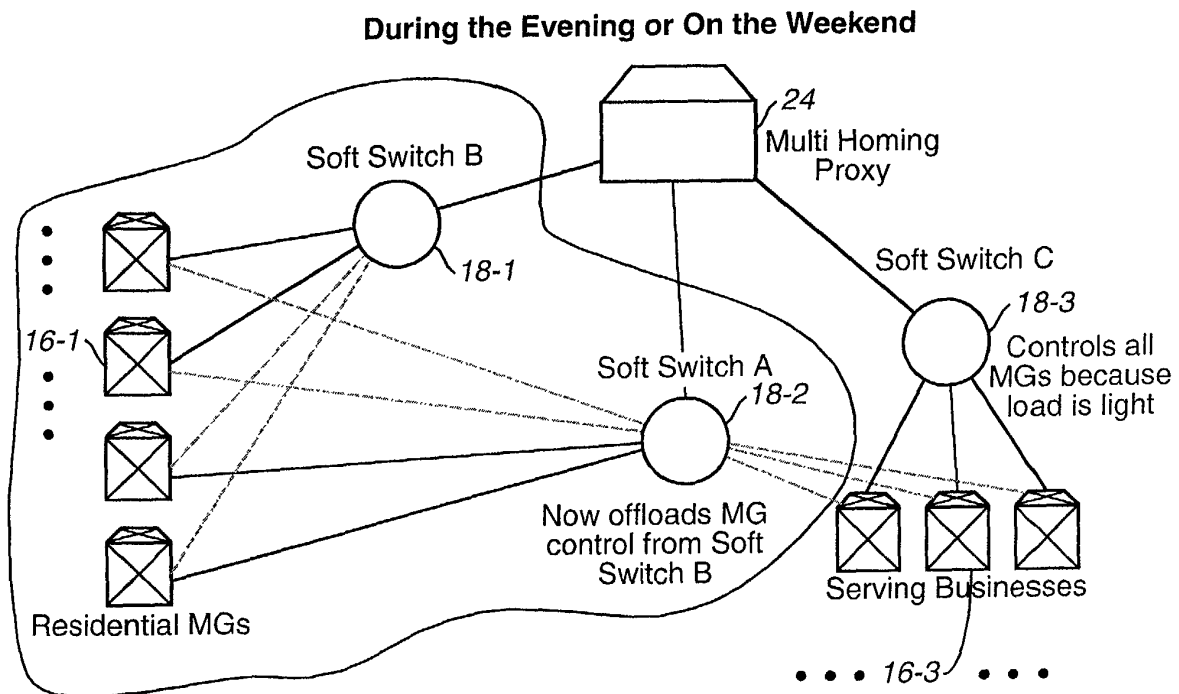 During the Evening or On the Weekend
24
Multi Homing
Proxy
Soft Switch B
18-1
Soft Switch C
18-3
Controls all
MGs because
load is light
16-1
Soft Switch A
18-2
Now offloads MG
control from Soft
Switch B
Serving Businesses
Residential MGs
16-3